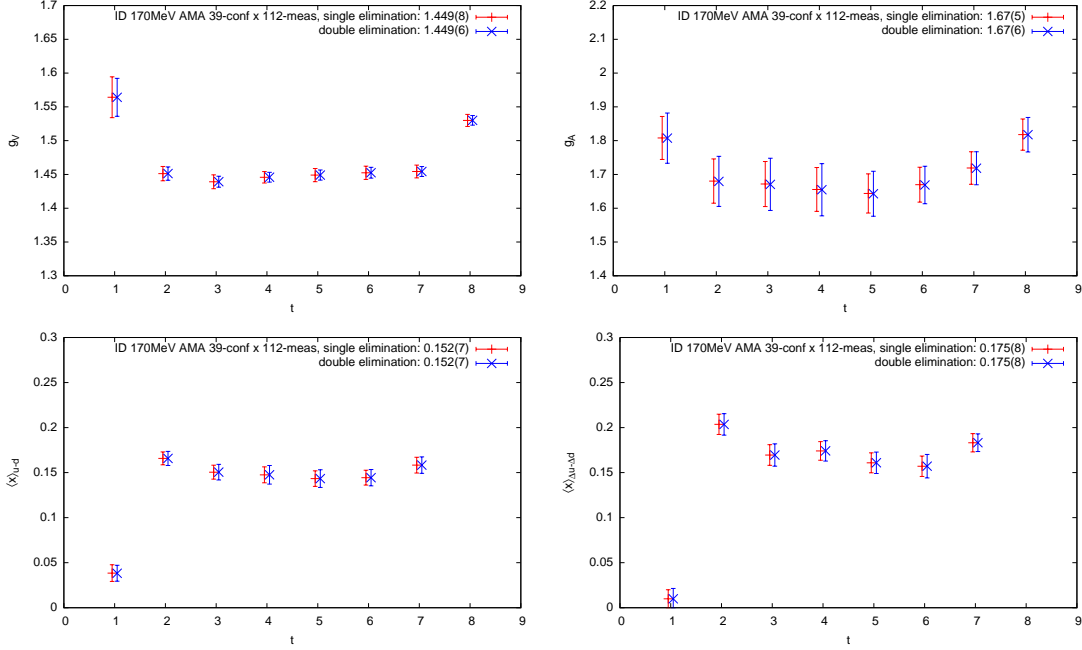 ID 170MeV AMA 39-conf x 112-meas, single elimination: 1.449(8)
double elimination: 1.449(6)
1.7
1.65
1.6
1.55
1.5
1.45
1.4
1.35
1.3
g_V
0 1 2 3 4 5 6 7 8 9
t
ID 170MeV AMA 39-conf x 112-meas, single elimination: 1.67(5)
double elimination: 1.67(6)
2.2
2.1
2
1.9
1.8
1.7
1.6
1.5
1.4
g_A
0 1 2 3 4 5 6 7 8 9
t
ID 170MeV AMA 39-conf x 112-meas, single elimination: 0.152(7)
double elimination: 0.152(7)
0.3
0.25
0.2
0.15
0.1
0.05
0
⟨x⟩u-d
0 1 2 3 4 5 6 7 8 9
t
ID 170MeV AMA 39-conf x 112-meas, single elimination: 0.175(8)
double elimination: 0.175(8)
0.3
0.25
0.2
0.15
0.1
0.05
0
⟨x⟩Δu-Δd
0 1 2 3 4 5 6 7 8 9
t